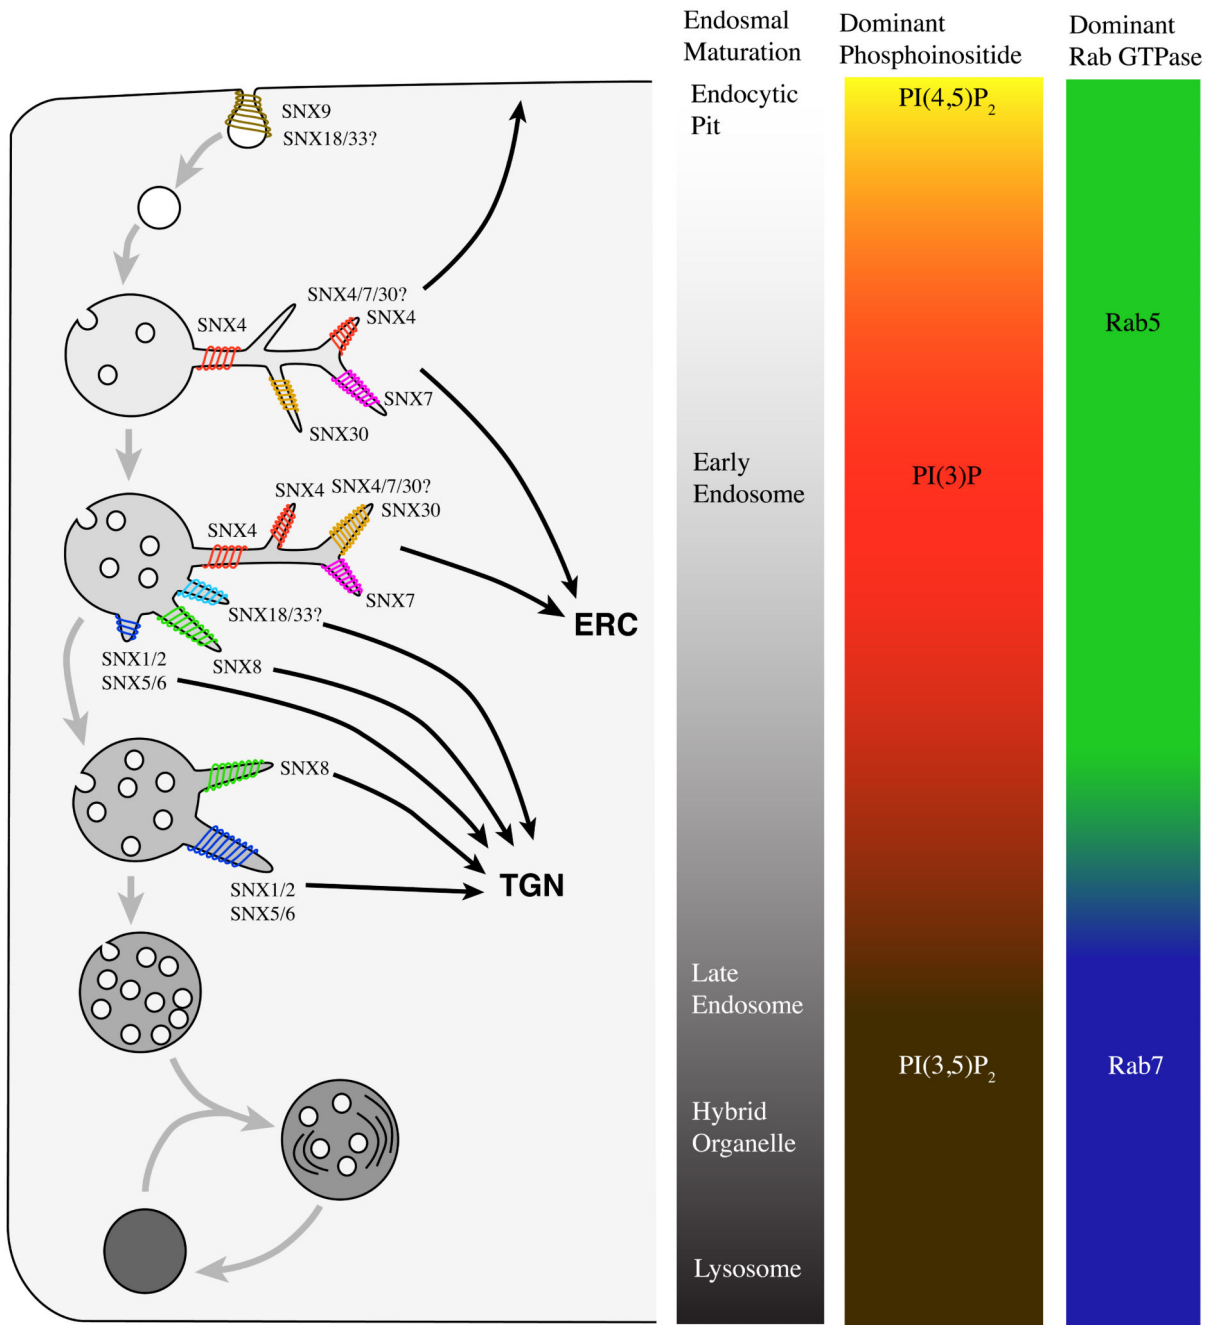 Endosmal
Maturation
Dominant
Phosphoinositide
Dominant
Rab GTPase
SNX9
SNX18/33?
SNX4
SNX4/7/30?
SNX4
SNX7
SNX30
SNX4
SNX4
SNX4/7/30?
SNX30
SNX7
SNX18/33?
SNX8
SNX1/2
SNX5/6
ERC
SNX8
SNX1/2
SNX5/6
TGN
Endocytic
Pit
Early
Endosome
Late
Endosome
Hybrid
Organelle
Lysosome
PI(4,5)P2
PI(3)P
PI(3,5)P2
Rab5
Rab7